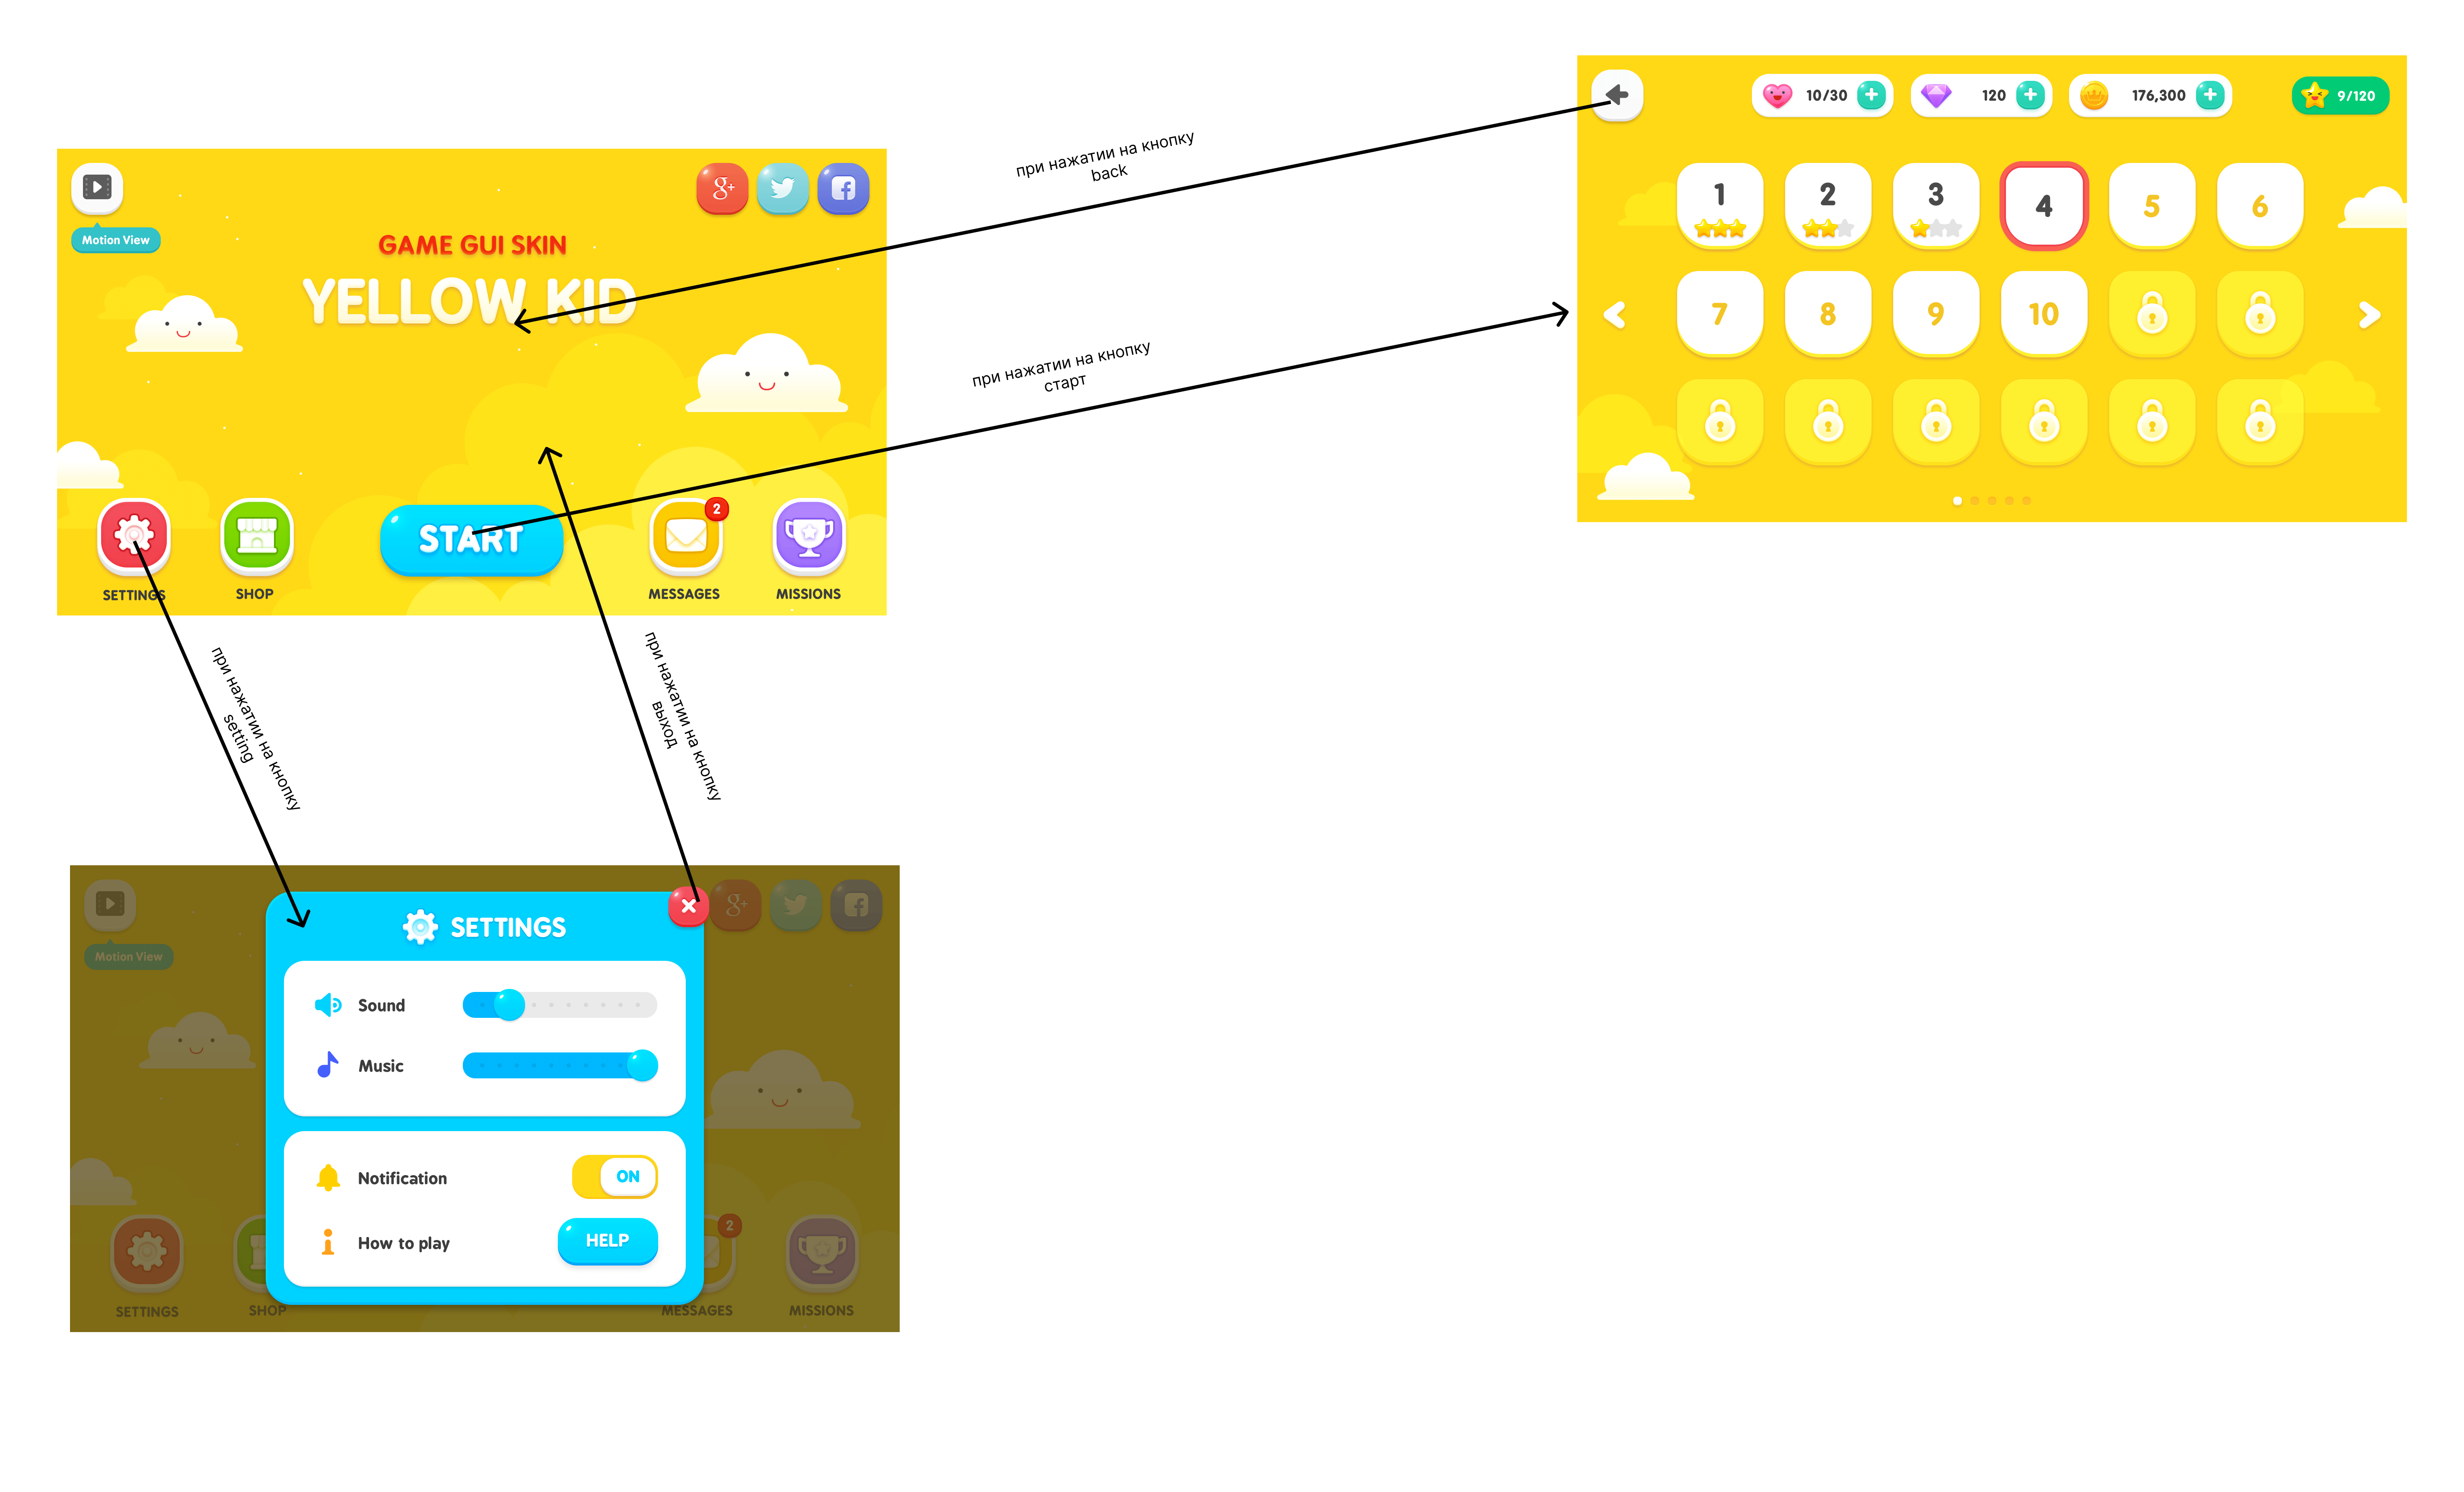 Motion View
g+
GAME GUI SKIN
YELLOW KID
SETTINGS
SHOP
START
2
MESSAGES
MISSIONS
при нажатии на кнопку
back
при нажатии на кнопку
старт
10/30
120
176,300
9/120
1 2 3 4 5 6
7 8 9 10
при нажатии на кнопку
setting
при нажатии на кнопку
выход
Motion View
g+
SETTINGS
Sound
Music
Notification
ON
How to play
HELP
2
SETTINGS
SHOP
MESSAGES
MISSIONS